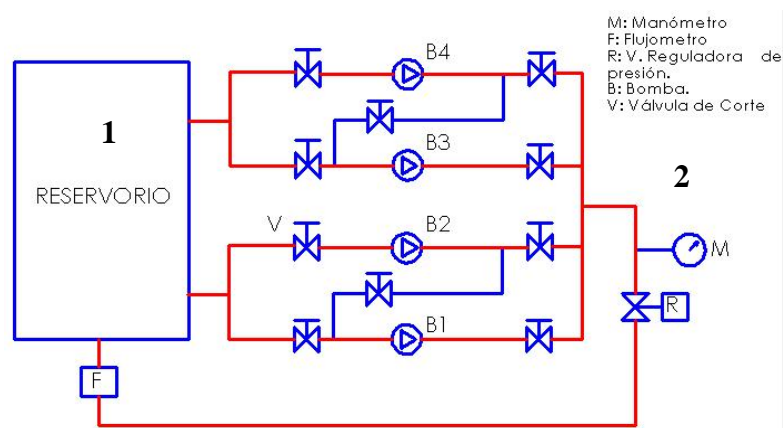 M: Manómetro
F: Flujometro
R: V. Reguladora de
presión.
B: Bomba.
V: Válvula de Corte
B4
1
B3
2
RESERVORIO
V
B2
M
R
B1
F